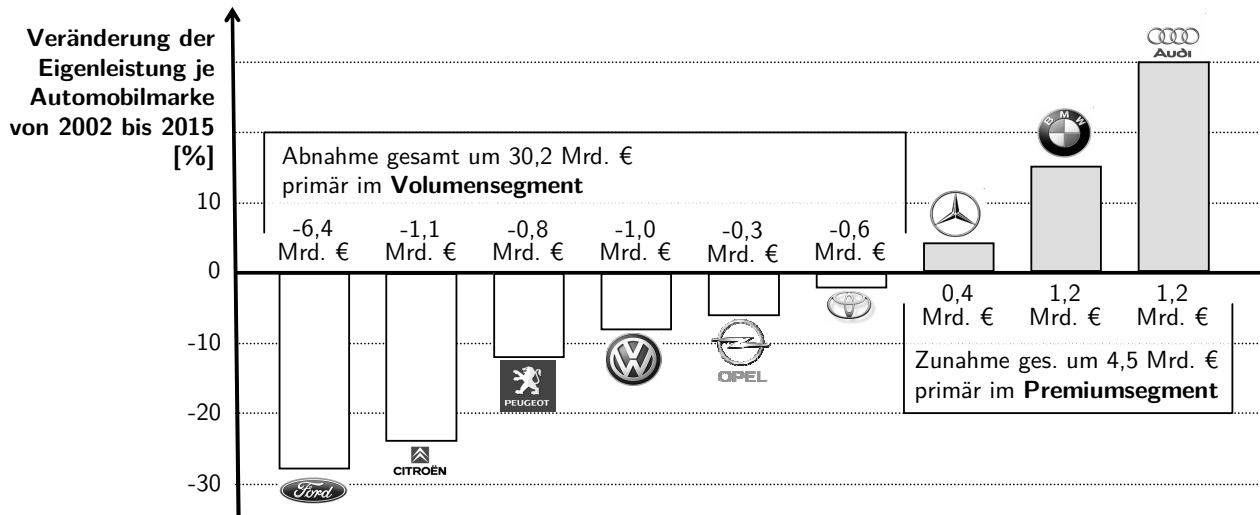 Veränderung der
Eigenleistung je
Automobilmarke
von 2002 bis 2015
[%]
Audi
BMW
Abnahme gesamt um 30,2 Mrd. €
primär im Volumensegment
10
-6,4 -1,1 -0,8 -1,0 -0,3 -0,6
Mrd. € Mrd. € Mrd. € Mrd. € Mrd. € Mrd. €
0
0,4 1,2 1,2
Mrd. € Mrd. € Mrd. €
-10
Zunahme ges. um 4,5 Mrd. €
primär im Premiumsegment
OPEL
PEUGEOT
-20
CITROËN
-30
Ford